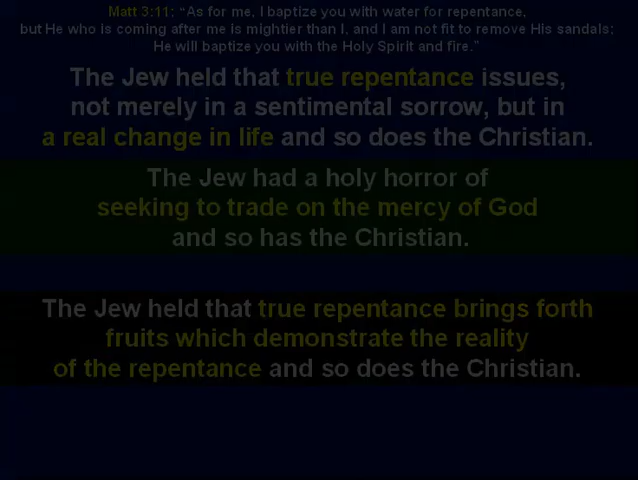 Matt 3:11: “As for me, I baptize you with water for repentance,
but He who is coming after me is mightier than I, and I am not fit to remove His sandals;
He will baptize you with the Holy Spirit and fire.”
The Jew held that true repentance issues,
not merely in a sentimental sorrow, but in
a real change in life and so does the Christian.
The Jew had a holy horror of
seeking to trade on the mercy of God
and so has the Christian.
The Jew held that true repentance brings forth
fruits which demonstrate the reality
of the repentance and so does the Christian.